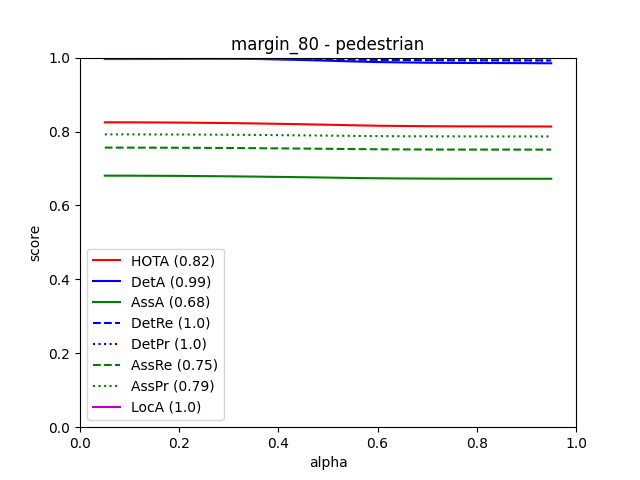 margin_80 - pedestrian
1.0
0.8
0.6
0.4
0.2
0.0
score
HOTA (0.82)
DetA (0.99)
AssA (0.68)
DetRe (1.0)
DetPr (1.0)
AssRe (0.75)
AssPr (0.79)
LocA (1.0)
0.0 0.2 0.4 0.6 0.8 1.0
alpha